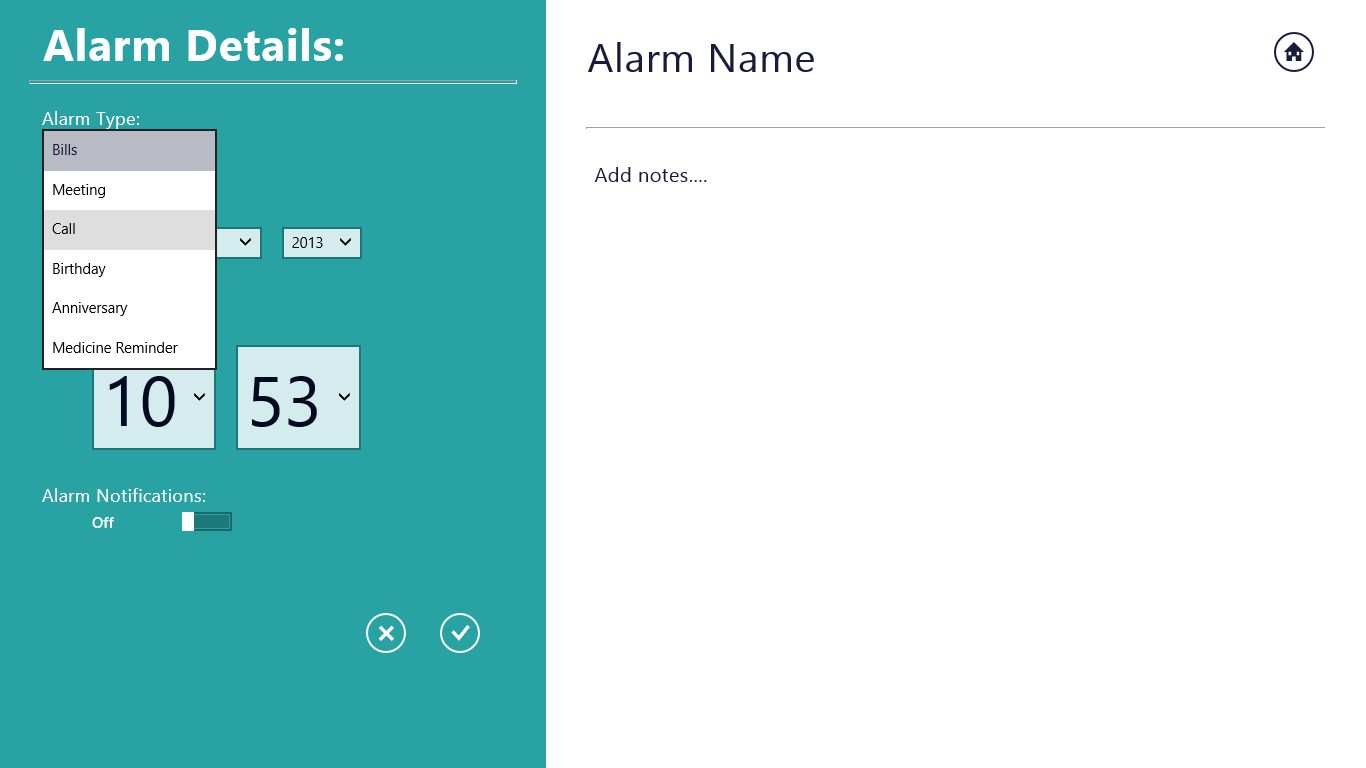 Alarm Details:
Alarm Type:
Bills
Meeting
Call
Birthday
Anniversary
Medicine Reminder
2013
10 53
Alarm Notifications:
Off
Alarm Name
Add notes....